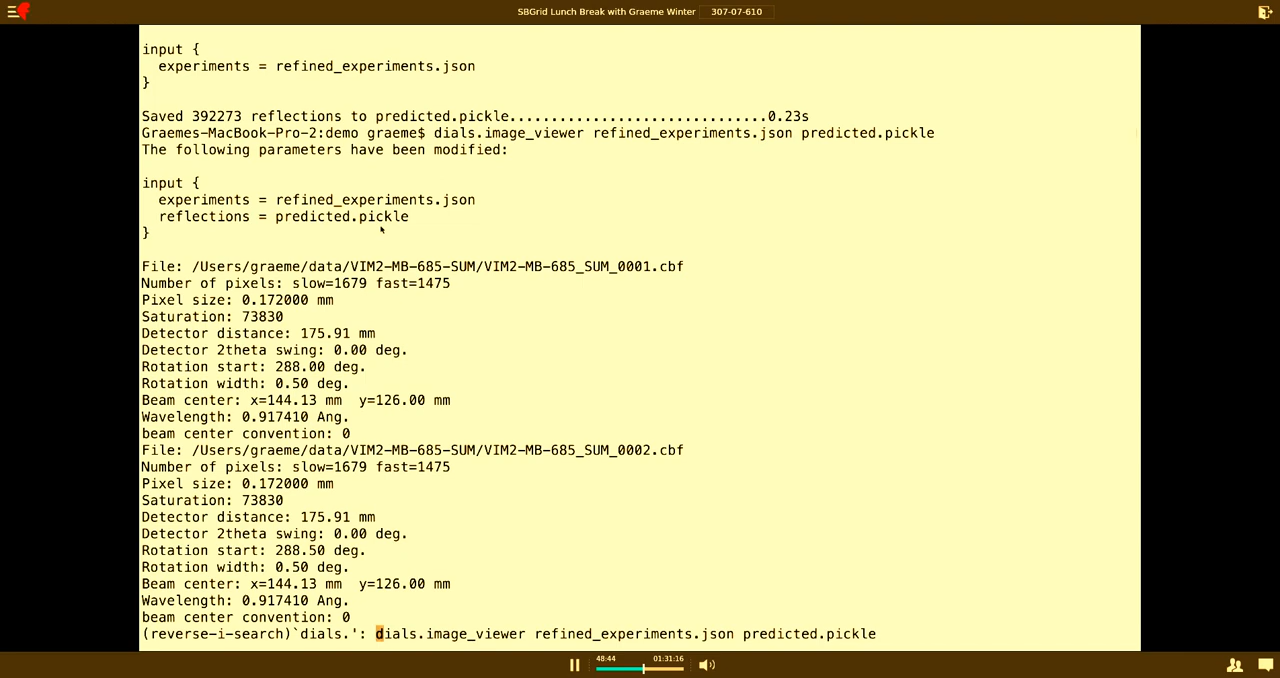 SBGrid Lunch Break with Graeme Winter 307-07-610
input {
experiments = refined_experiments.json
}
Saved 392273 reflections to predicted.pickle...............................0.23s
Graemes-MacBook-Pro-2:demo graeme$ dials.image_viewer refined_experiments.json predicted.pickle
The following parameters have been modified:
input {
experiments = refined_experiments.json
reflections = predicted.pickle
}
File: /Users/graeme/data/VIM2-MB-685-SUM/VIM2-MB-685_SUM_0001.cbf
Number of pixels: slow=1679 fast=1475
Pixel size: 0.172000 mm
Saturation: 73830
Detector distance: 175.91 mm
Detector 2theta swing: 0.00 deg.
Rotation start: 288.00 deg.
Rotation width: 0.50 deg.
Beam center: x=144.13 mm  y=126.00 mm
Wavelength: 0.917410 Ang.
beam center convention: 0
File: /Users/graeme/data/VIM2-MB-685-SUM/VIM2-MB-685_SUM_0002.cbf
Number of pixels: slow=1679 fast=1475
Pixel size: 0.172000 mm
Saturation: 73830
Detector distance: 175.91 mm
Detector 2theta swing: 0.00 deg.
Rotation start: 288.50 deg.
Rotation width: 0.50 deg.
Beam center: x=144.13 mm  y=126.00 mm
Wavelength: 0.917410 Ang.
beam center convention: 0
(reverse-i-search)`dials.': dials.image_viewer refined_experiments.json predicted.pickle
48:44 01:31:16